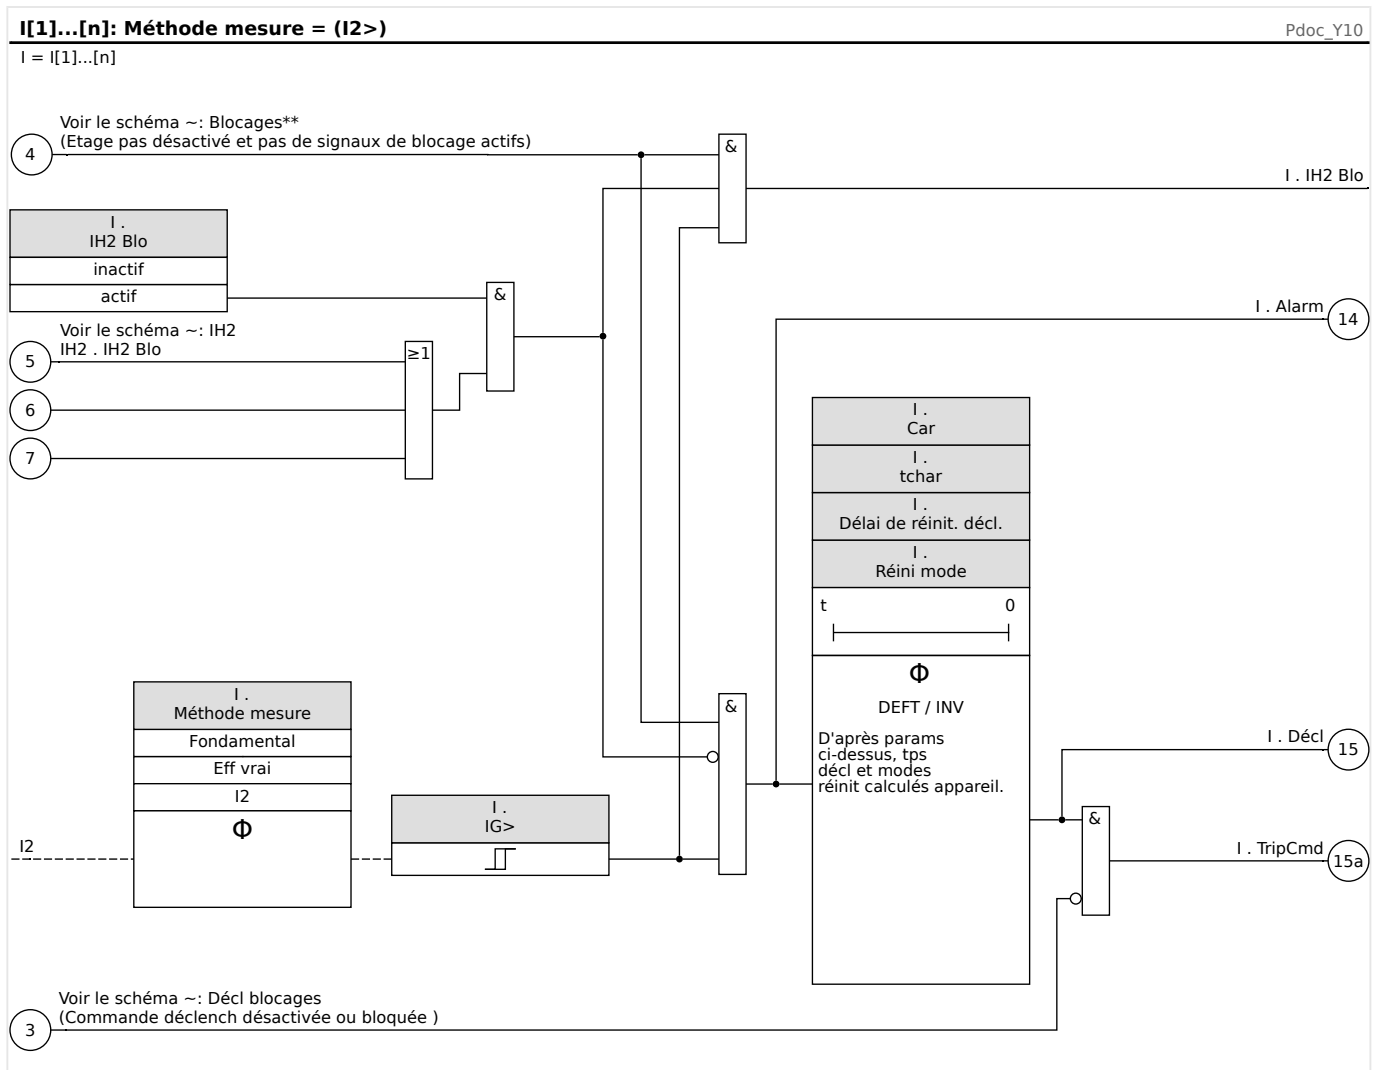 I[1]...[n]: Méthode mesure = (I2>)
Pdoc_Y10
I = I[1]...[n]
Voir le schéma ~: Blocages**
(Etage pas désactivé et pas de signaux de blocage actifs)
4
&
I . IH2 Blo
I .
IH2 Blo
inactif
actif
&
I . Alarm
14
Voir le schéma ~: IH2
IH2 . IH2 Blo
5
≥1
6
7
I .
Car
I .
tchar
I .
Délai de réinit. décl.
I .
Réini mode
t
0
Φ
DEFT / INV
D'après params
ci-dessus, tps
décl et modes
réinit calculés appareil.
I .
Méthode mesure
Fondamental
Eff vrai
I2
Φ
I2
I .
IG>
&
I . Décl
15
&
I . TripCmd
15a
Voir le schéma ~: Décl blocages
(Commande déclench désactivée ou bloquée )
3